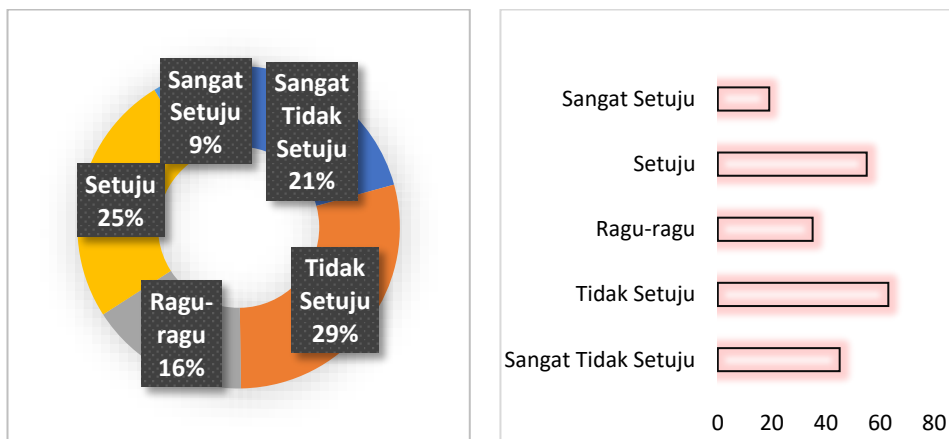 Sangat
Setuju
9%
Sangat
Tidak
Setuju
21%
Setuju
25%
Tidak
Setuju
29%
Ragu-
ragu
16%
Sangat Setuju
Setuju
Ragu-ragu
Tidak Setuju
Sangat Tidak Setuju
0 20 40 60 80